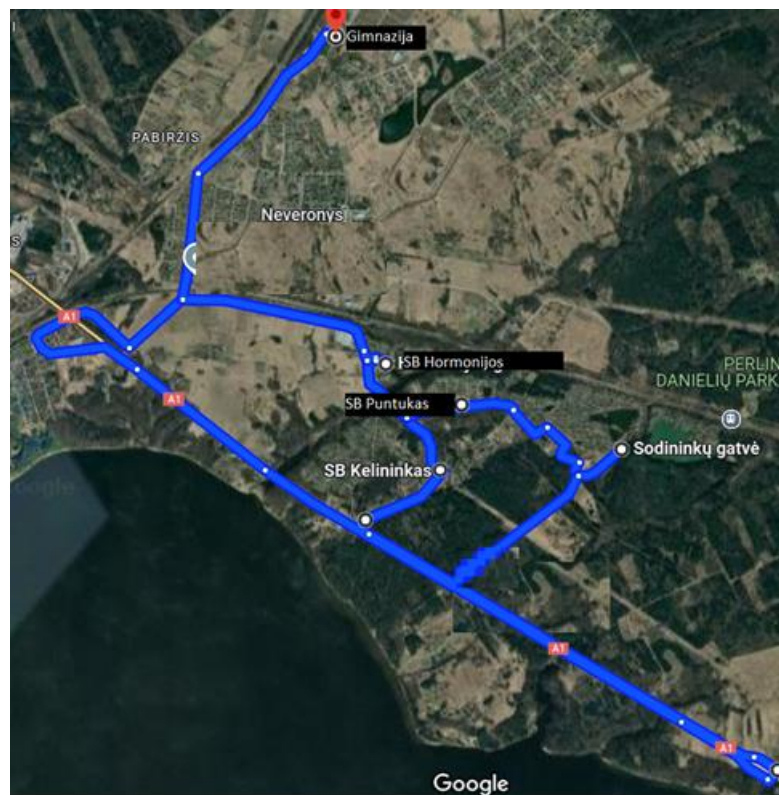 Gimnazija
PABIRŽIS
Neveronys
S
A1
SB Hormonijos
PERLIN
DANIELIŲ PARK
SB Puntukas
A1
Sodininkų gatvė
SB Kelininkas
A1
A1
Google